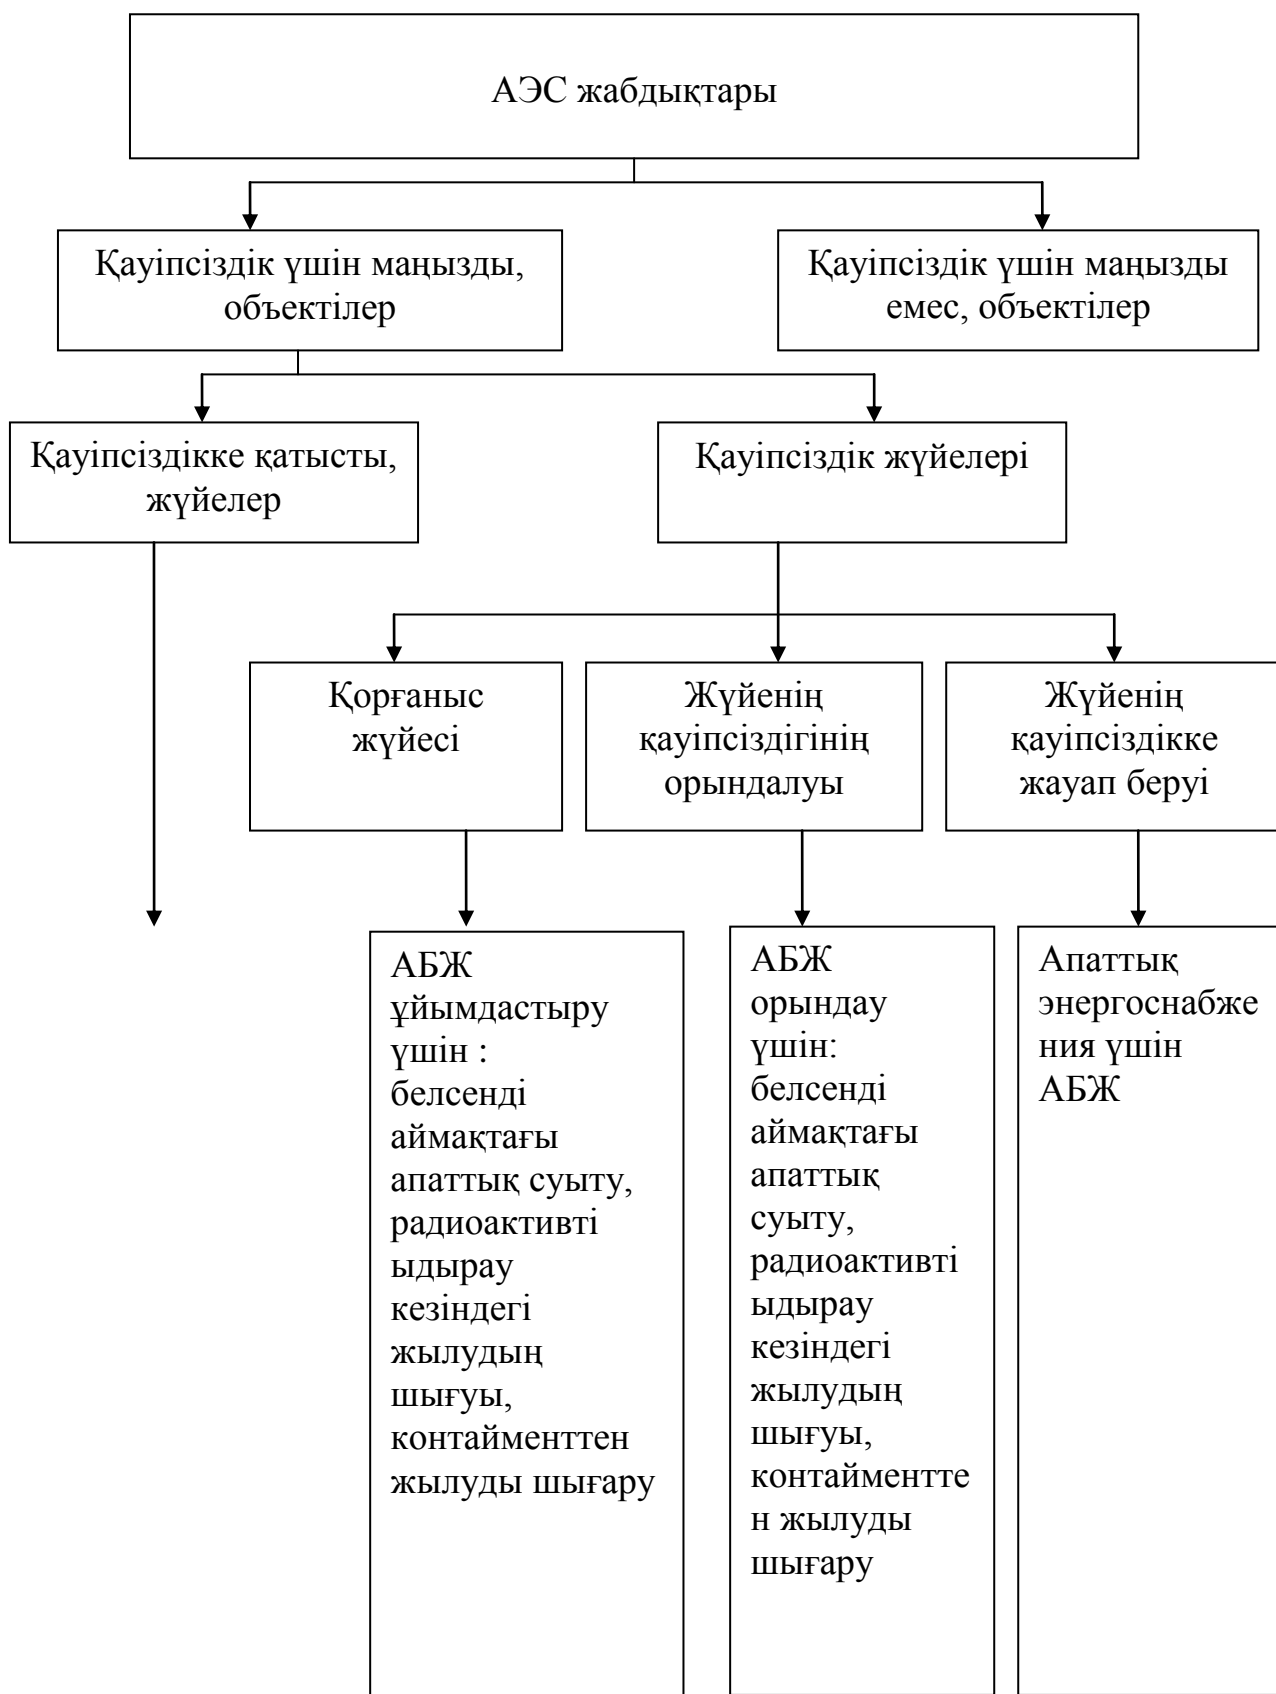 АЭС жабдықтары
Қауіпсіздік үшін маңызды,
объектілер
Қауіпсіздік үшін маңызды
емес, объектілер
Қауіпсіздікке қатысты,
жүйелер
Қауіпсіздік жүйелері
Қорғаныс
жүйесі
Жүйенің
қауіпсіздігінің
орындалуы
Жүйенің
қауіпсіздікке
жауап беруі
АБЖ
ұйымдастыру
үшін :
белсенді
аймақтағы
апаттық суыту,
радиоактивті
ыдырау
кезіндегі
жылудың
шығуы,
контайменттен
жылуды шығару
АБЖ
орындау
үшін:
белсенді
аймақтағы
апаттық
суыту,
радиоактивті
ыдырау
кезіндегі
жылудың
шығуы,
контайментте
н жылуды
шығару
Апаттық
энергоснабже
ния үшін
АБЖ